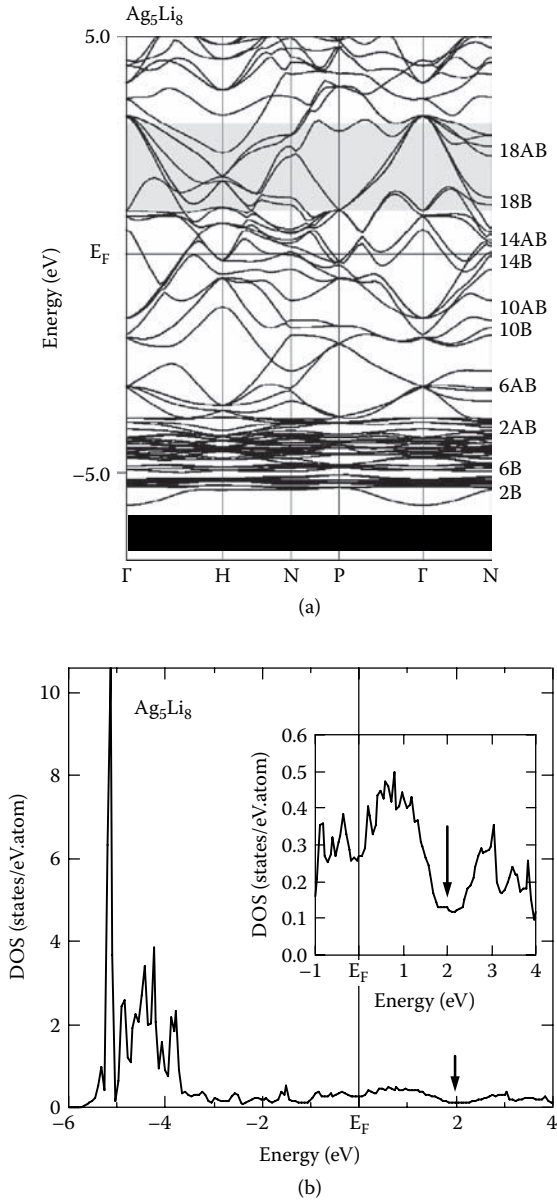 Ag5Li8
5.0
E_F
−5.0
Energy (eV)
18AB
18B
14AB
14B
10AB
10B
6AB
2AB
6B
2B
Γ H N P Γ N
(a)
Ag5Li8
10
8
6
4
2
0
DOS (states/eV.atom)
−6 −4 −2 E_F 2 4
Energy (eV)
0.6
0.5
0.4
0.3
0.2
0.1
0.0
DOS (states/eV.atom)
−1 E_F 1 2 3 4
Energy (eV)
(b)